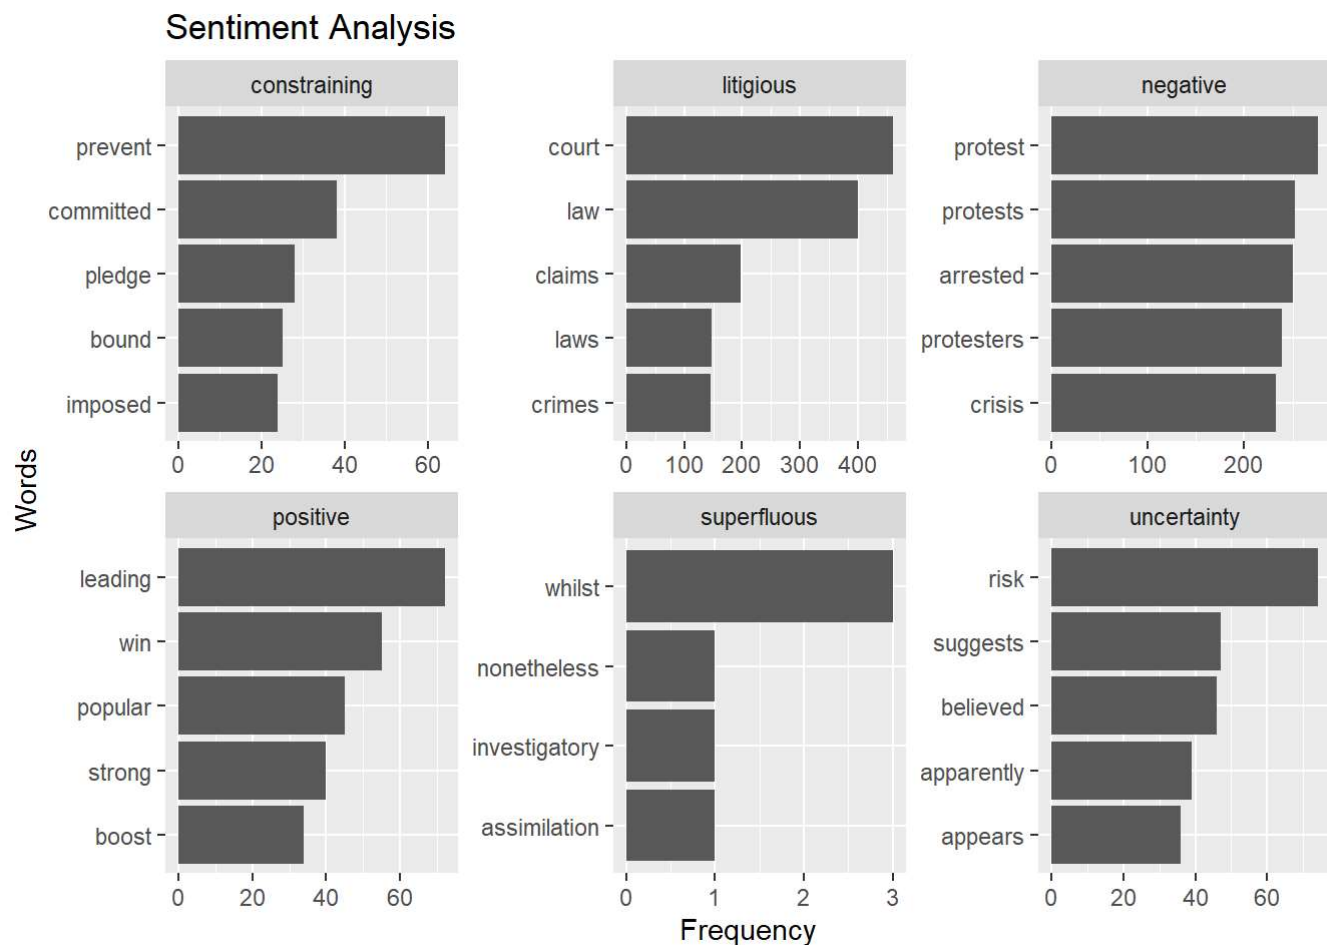 Sentiment Analysis
constraining
prevent
committed
pledge
bound
imposed
0 20 40 60
litigious
court
law
claims
laws
crimes
0 100 200 300 400
negative
protest
protests
arrested
protesters
crisis
0 100 200
Words
positive
leading
win
popular
strong
boost
0 20 40 60
superfluous
whilst
nonetheless
investigatory
assimilation
0 1 2 3
uncertainty
risk
suggests
believed
apparently
appears
0 20 40 60
Frequency